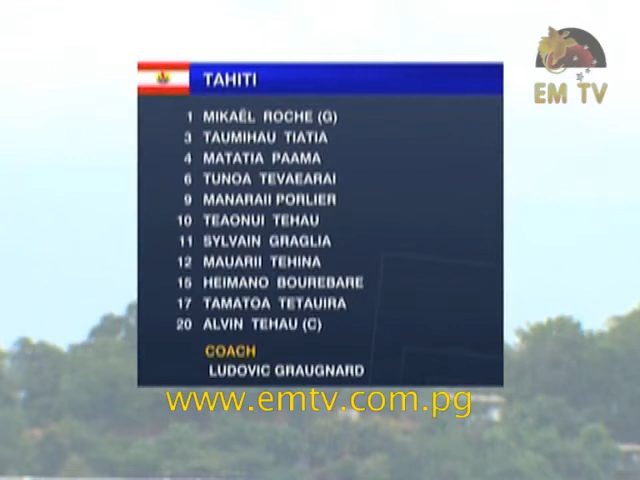 TAHITI
EM TV
1 MIKAËL ROCHE (G)
3 TAUMIHAU TIATIA
4 MATATIA PAAMA
6 TUNOA TEVAEARAI
9 MANARAII PORLIER
10 TEAONUI TEHAU
11 SYLVAIN GRAGLIA
12 MAUARII TEHINA
15 HEIMANO BOUREBARE
17 TAMATOA TETAUIRA
20 ALVIN TEHAU (C)
COACH
LUDOVIC GRAUGNARD
www.emtv.com.pg